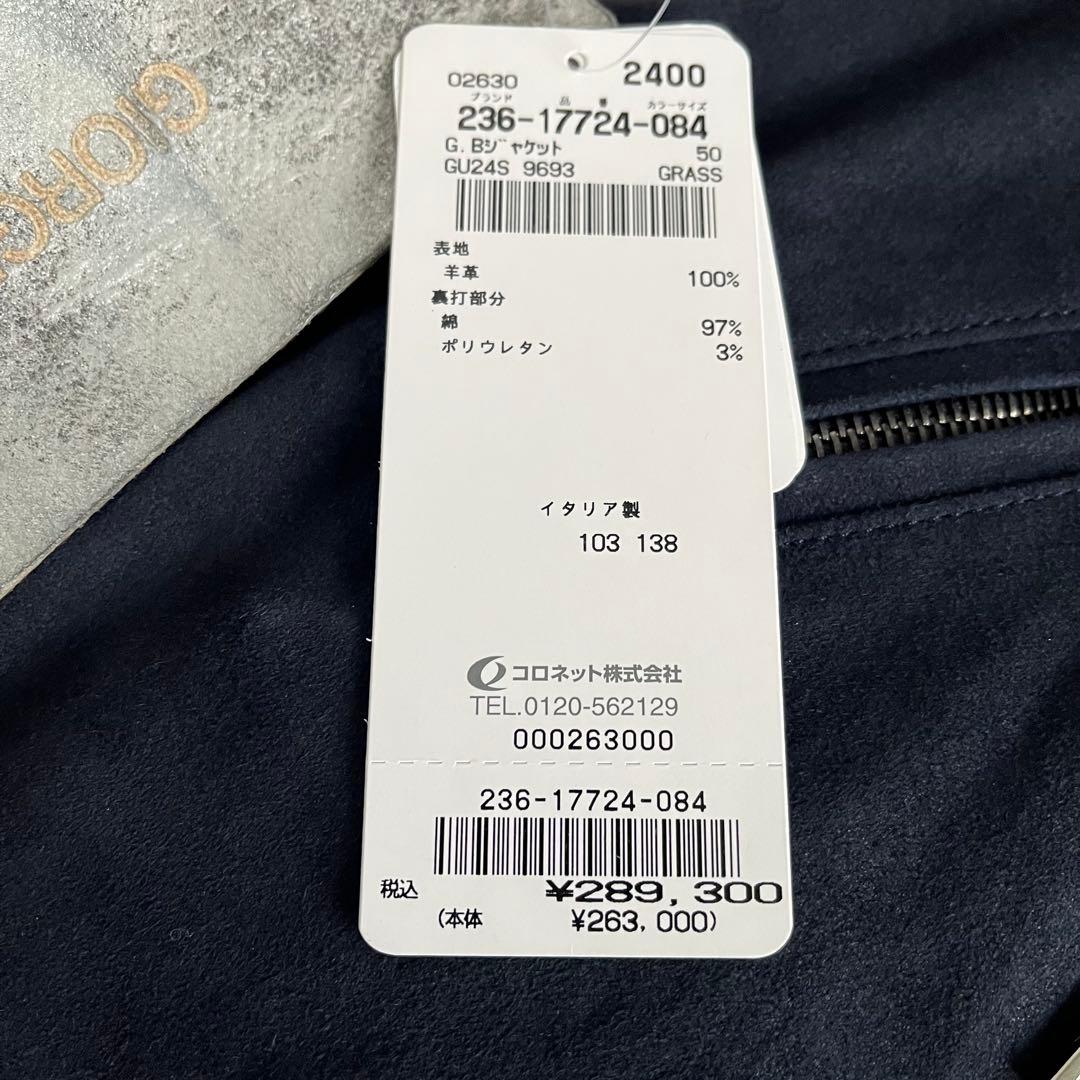 GIORG
02630 2400
ブランド 品番 カラーサイズ
236-17724-084
G.Bジャケット 50
GU24S 9693 GRASS
表地
羊革 100%
裏打部分
綿 97%
ポリウレタン 3%
イタリア製
103 138
コロネット株式会社
TEL.0120-562129
000263000
236-17724-084
税込 ¥289,300
(本体 ¥263,000)